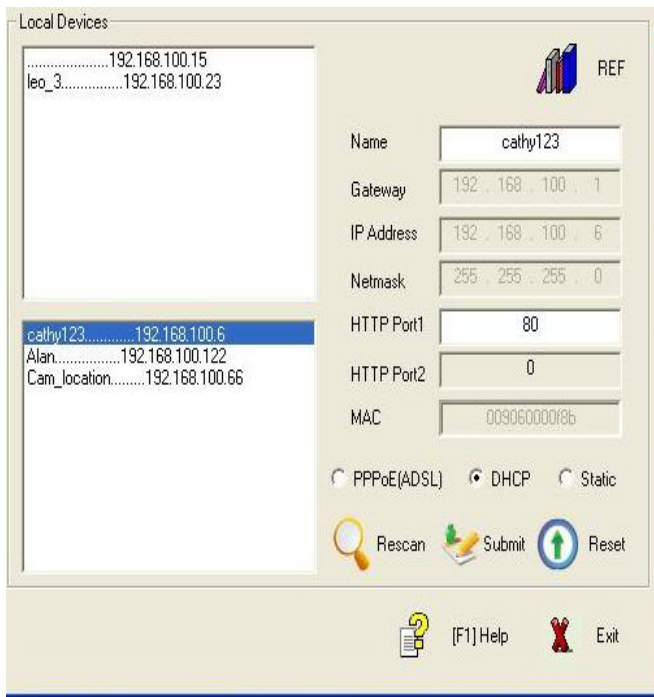 Local Devices
....................192.168.100.15
leo_3................192.168.100.23
cathy123.............192.168.100.6
Alan.................192.168.100.122
Cam_location.........192.168.100.66
REF
Name cathy123
Gateway 192 . 168 . 100 . 1
IP Address 192 . 168 . 100 . 6
Netmask 255 . 255 . 255 . 0
HTTP Port1 80
HTTP Port2 0
MAC 009060000f8b
PPPoE(ADSL) DHCP Static
Rescan Submit Reset
[F1] Help Exit